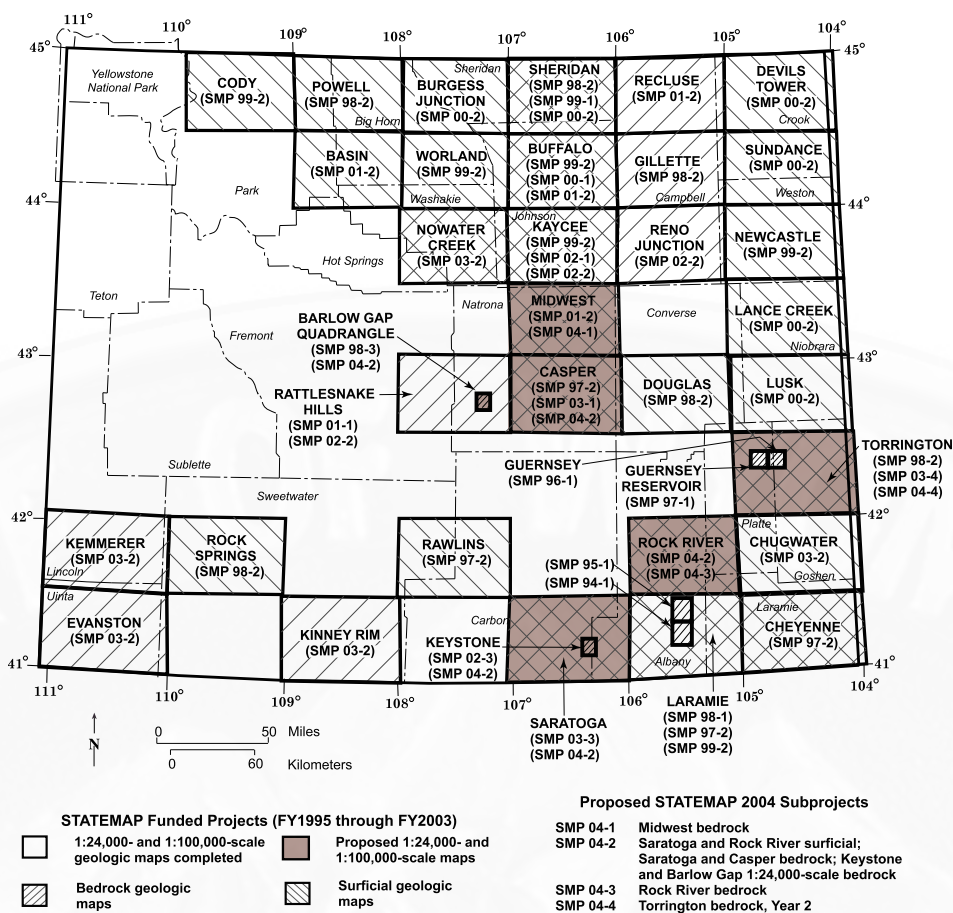 111°
110°
109°
108°
107°
106°
105°
104°
45°
45°
Yellowstone
National Park
CODY
(SMP 99-2)
POWELL
(SMP 98-2)
Big Horn
Sheridan
BURGESS
JUNCTION
(SMP 00-2)
SHERIDAN
(SMP 98-2)
(SMP 99-1)
(SMP 00-2)
RECLUSE
(SMP 01-2)
DEVILS
TOWER
(SMP 00-2)
Crook
BASIN
(SMP 01-2)
WORLAND
(SMP 99-2)
BUFFALO
(SMP 99-2)
(SMP 00-1)
(SMP 01-2)
GILLETTE
(SMP 98-2)
Campbell
SUNDANCE
(SMP 00-2)
Weston
44°
Park
Washakie
44°
Johnson
NOWATER
CREEK
(SMP 03-2)
KAYCEE
(SMP 99-2)
(SMP 02-1)
(SMP 02-2)
RENO
JUNCTION
(SMP 02-2)
NEWCASTLE
(SMP 99-2)
Hot Springs
Teton
Fremont
Natrona
MIDWEST
(SMP 01-2)
(SMP 04-1)
Converse
LANCE CREEK
(SMP 00-2)
Niobrara
BARLOW GAP
QUADRANGLE
(SMP 98-3)
(SMP 04-2)
43°
43°
RATTLESNAKE
HILLS
(SMP 01-1)
(SMP 02-2)
CASPER
(SMP 97-2)
(SMP 03-1)
(SMP 04-2)
DOUGLAS
(SMP 98-2)
LUSK
(SMP 00-2)
Sublette
Sweetwater
GUERNSEY
(SMP 96-1)
GUERNSEY
RESERVOIR
(SMP 97-1)
TORRINGTON
(SMP 98-2)
(SMP 03-4)
(SMP 04-4)
42°
42°
KEMMERER
(SMP 03-2)
Lincoln
ROCK
SPRINGS
(SMP 98-2)
RAWLINS
(SMP 97-2)
(SMP 95-1)
(SMP 94-1)
ROCK RIVER
(SMP 04-2)
(SMP 04-3)
Platte
CHUGWATER
(SMP 03-2)
Goshen
Uinta
EVANSTON
(SMP 03-2)
KINNEY RIM
(SMP 03-2)
Carbon
KEYSTONE
(SMP 02-3)
(SMP 04-2)
Albany
Laramie
CHEYENNE
(SMP 97-2)
41°
41°
111°
110°
109°
108°
107°
106°
105°
104°
SARATOGA
(SMP 03-3)
(SMP 04-2)
LARAMIE
(SMP 98-1)
(SMP 97-2)
(SMP 99-2)
N
0 50 Miles
0 60 Kilometers
STATEMAP Funded Projects (FY1995 through FY2003)
1:24,000- and 1:100,000-scale
geologic maps completed
Proposed 1:24,000- and
1:100,000-scale maps
Bedrock geologic
maps
Surficial geologic
maps
Proposed STATEMAP 2004 Subprojects
SMP 04-1 Midwest bedrock
SMP 04-2 Saratoga and Rock River surficial;
Saratoga and Casper bedrock; Keystone
and Barlow Gap 1:24,000-scale bedrock
SMP 04-3 Rock River bedrock
SMP 04-4 Torrington bedrock, Year 2